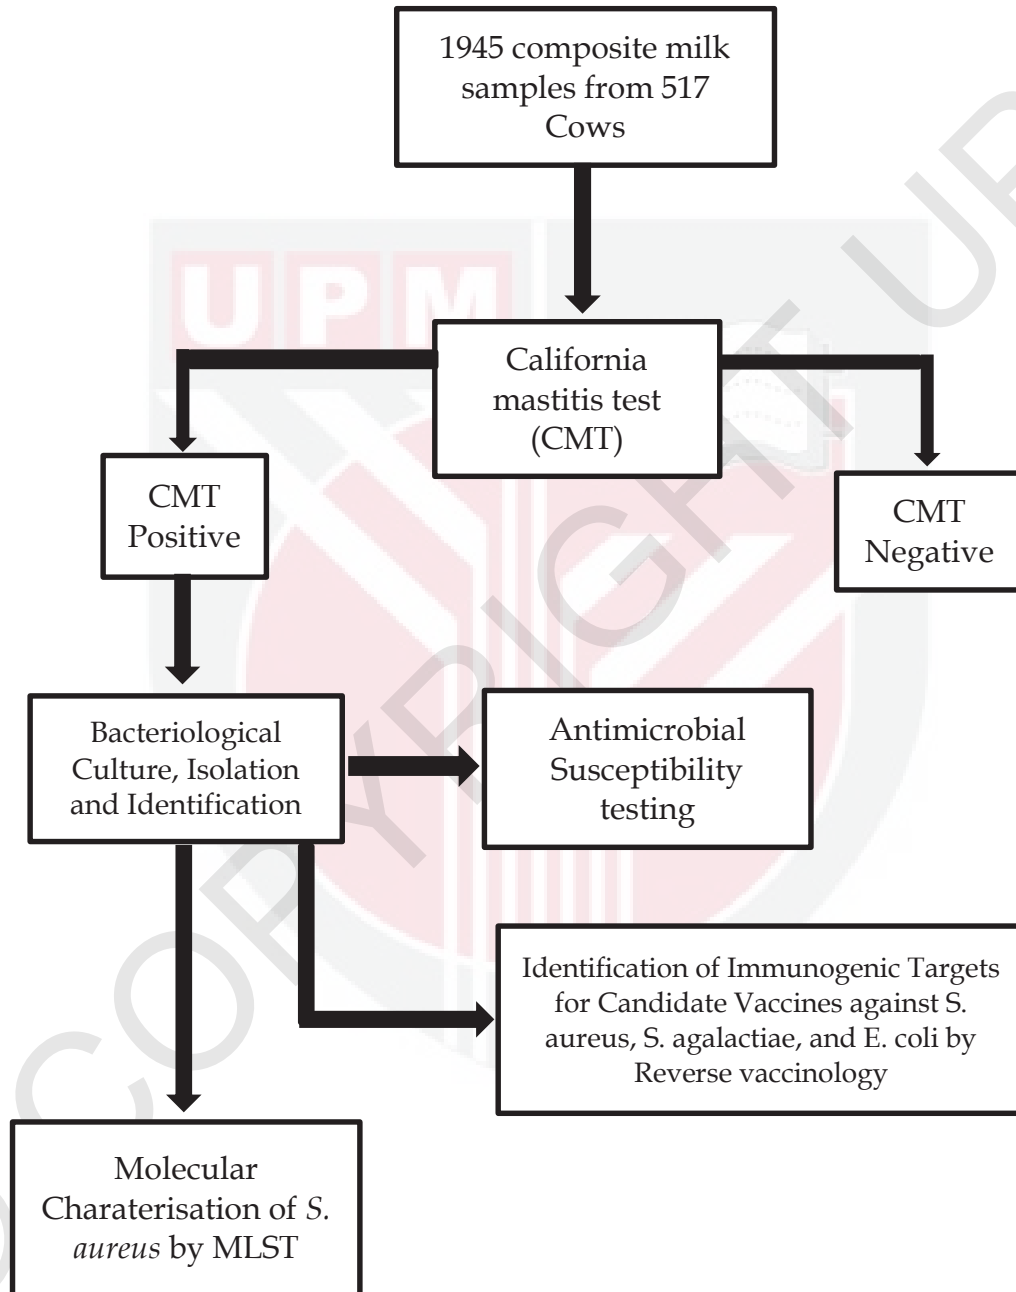 1945 composite milk
samples from 517
Cows
UPM
California
mastitis test
(CMT)
CMT
Positive
CMT
Negative
Bacteriological
Culture, Isolation
and Identification
Antimicrobial
Susceptibility
testing
Identification of Immunogenic Targets
for Candidate Vaccines against S.
aureus, S. agalactiae, and E. coli by
Reverse vaccinology
Molecular
Charaterisation of S.
aureus by MLST
COPYRIGHT UP